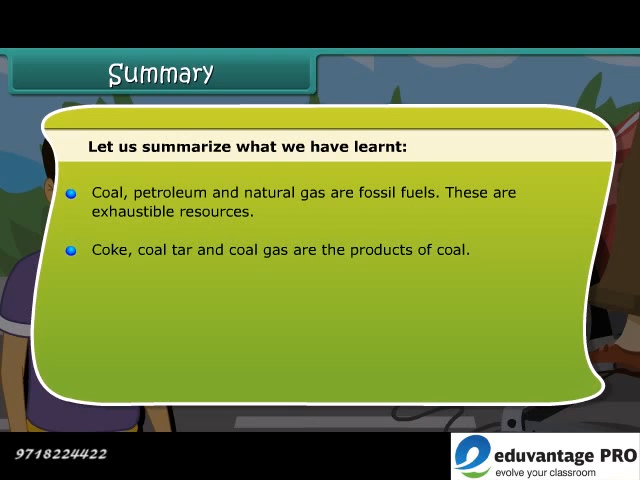 Summary
Let us summarize what we have learnt:
Coal, petroleum and natural gas are fossil fuels. These are
exhaustible resources.
Coke, coal tar and coal gas are the products of coal.
9718224422
eduvantage PRO
evolve your classroom